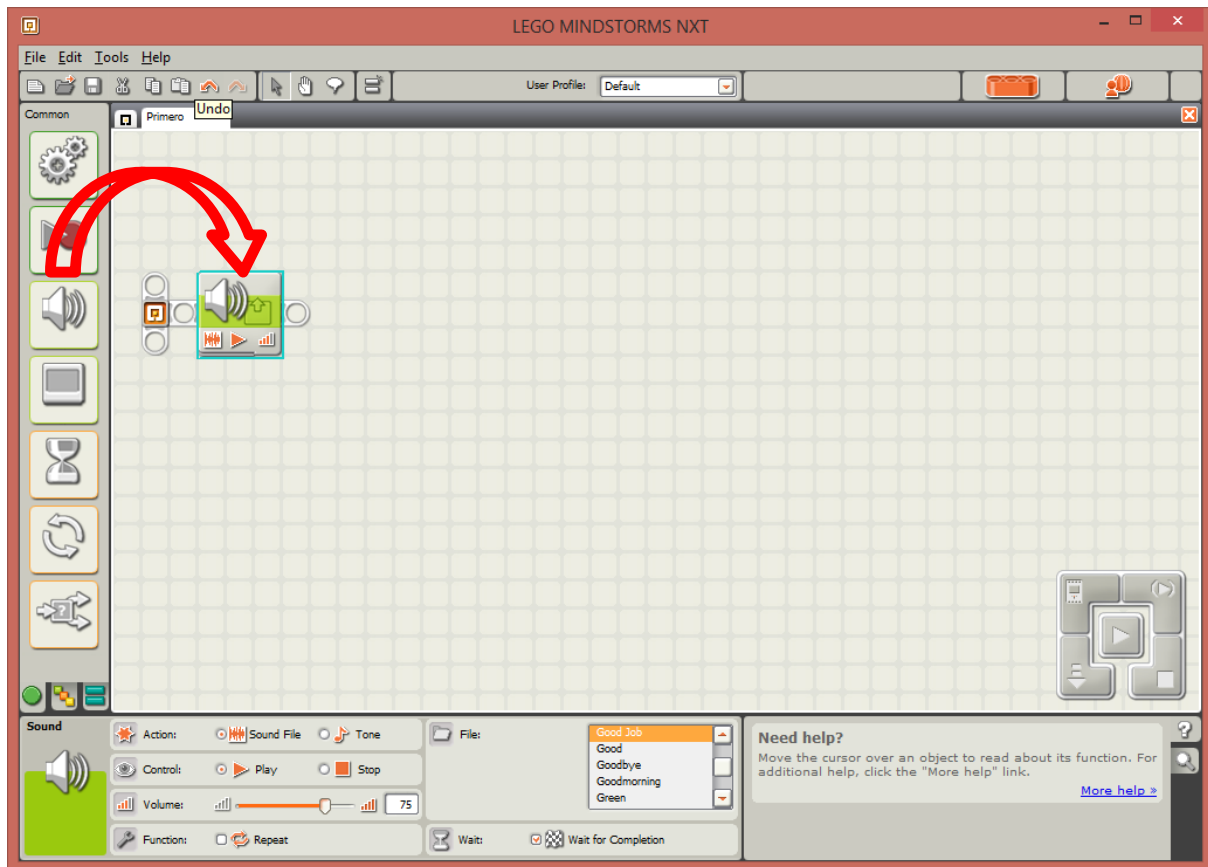 LEGO MINDSTORMS NXT
File Edit Tools Help
User Profile: Default
Undo
Common
Primero
Sound
Action: Sound File Tone
Control: Play Stop
Volume: 75
Function: Repeat
File:
Good Job
Good
Goodbye
Goodmorning
Green
Wait: Wait for Completion
Need help?
Move the cursor over an object to read about its function. For
additional help, click the "More help" link.
More help »